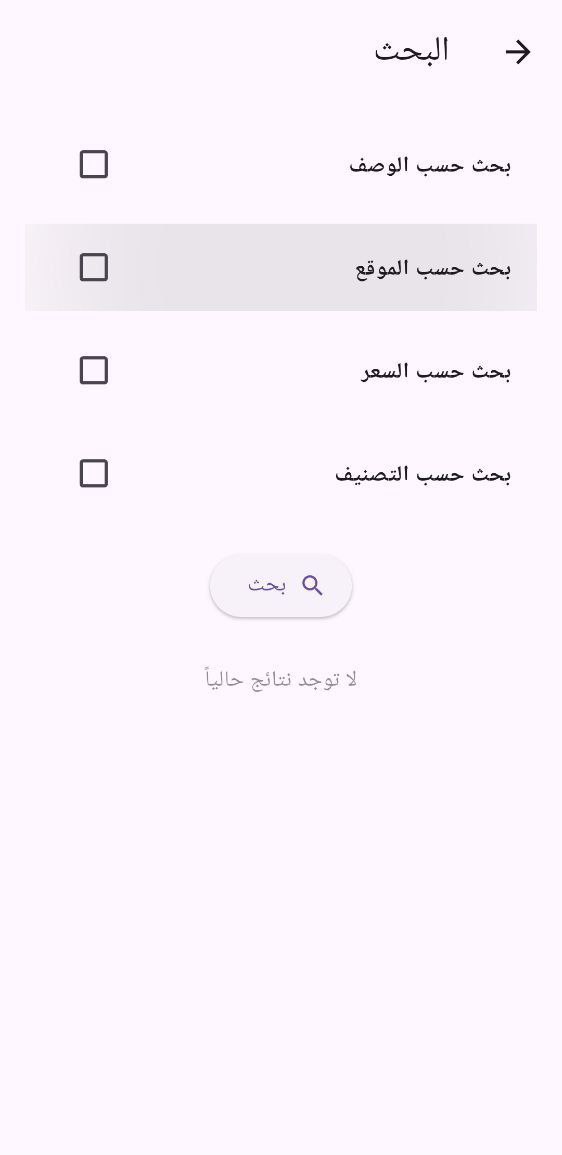 البحث
بحث حسب الوصف
بحث حسب الموقع
بحث حسب السعر
بحث حسب التصنيف
بحث
لا توجد نتائج حالياً